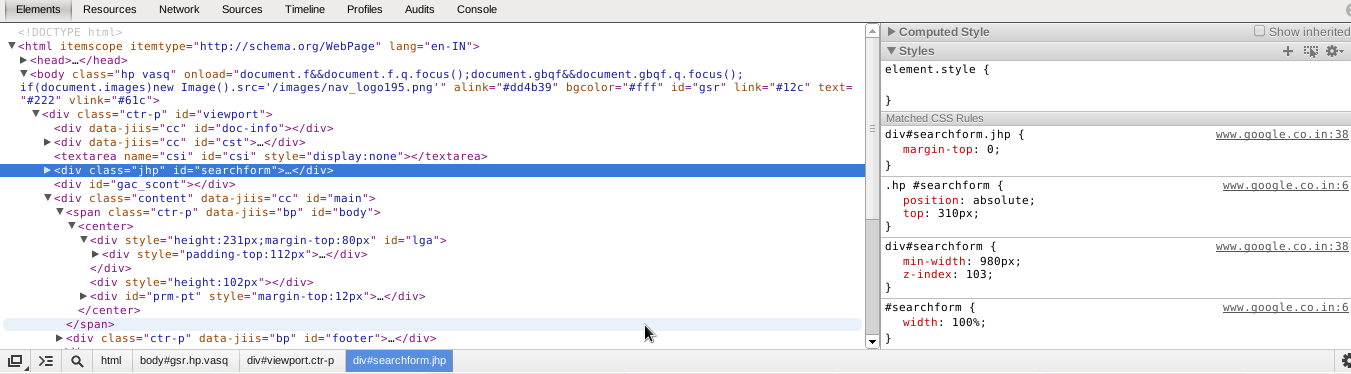 Elements Resources Network Sources Timeline Profiles Audits Console
<!DOCTYPE html>
▼<html itemscope itemtype="http://schema.org/WebPage" lang="en-IN">
▶<head>…</head>
▼<body class="hp vasq" onload="document.f&&document.f.q.focus();document.gbqf&&document.gbqf.q.focus();
if(document.images)new Image().src='/images/nav_logo195.png'" alink="#dd4b39" bgcolor="#fff" id="gsr" link="#12c" text=
"#222" vlink="#61c">
▼<div class="ctr-p" id="viewport">
<div data-jiis="cc" id="doc-info"></div>
▶<div data-jiis="cc" id="cst">…</div>
<textarea name="csi" id="csi" style="display:none"></textarea>
▶<div class="jhp" id="searchform">…</div>
<div id="gac_scont"></div>
▼<div class="content" data-jiis="cc" id="main">
▼<span class="ctr-p" data-jiis="bp" id="body">
▼<center>
▼<div style="height:231px;margin-top:80px" id="lga">
▶<div style="padding-top:112px">…</div>
</div>
<div style="height:102px"></div>
▶<div id="prm-pt" style="margin-top:12px">…</div>
</center>
</span>
▶<div class="ctr-p" data-jiis="bp" id="footer">…</div>
html body#gsr.hp.vasq div#viewport.ctr-p div#searchform.jhp
▶ Computed Style Show inherited
▼ Styles
element.style {
}
Matched CSS Rules
div#searchform.jhp { www.google.co.in:38
margin-top: 0;
}
.hp #searchform { www.google.co.in:6
position: absolute;
top: 310px;
}
div#searchform { www.google.co.in:38
min-width: 980px;
z-index: 103;
}
#searchform { www.google.co.in:6
width: 100%;
}